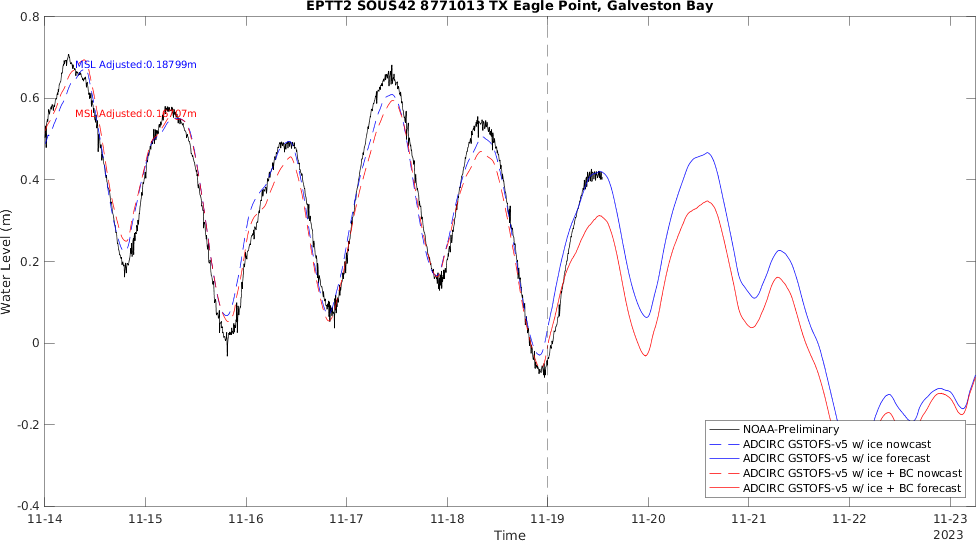 EPTT2 SOUS42 8771013 TX Eagle Point, Galveston Bay
0.8
0.6
0.4
0.2
0
-0.2
-0.4
Water Level (m)
MSL Adjusted:0.18799m
MSL Adjusted:
NOAA-Preliminary
ADCIRC GSTOFS-v5 w/ ice nowcast
ADCIRC GSTOFS-v5 w/ ice forecast
ADCIRC GSTOFS-v5 w/ ice + BC nowcast
ADCIRC GSTOFS-v5 w/ ice + BC forecast
11-14 11-15 11-16 11-17 11-18 11-19 11-20 11-21 11-22 11-23
Time
2023